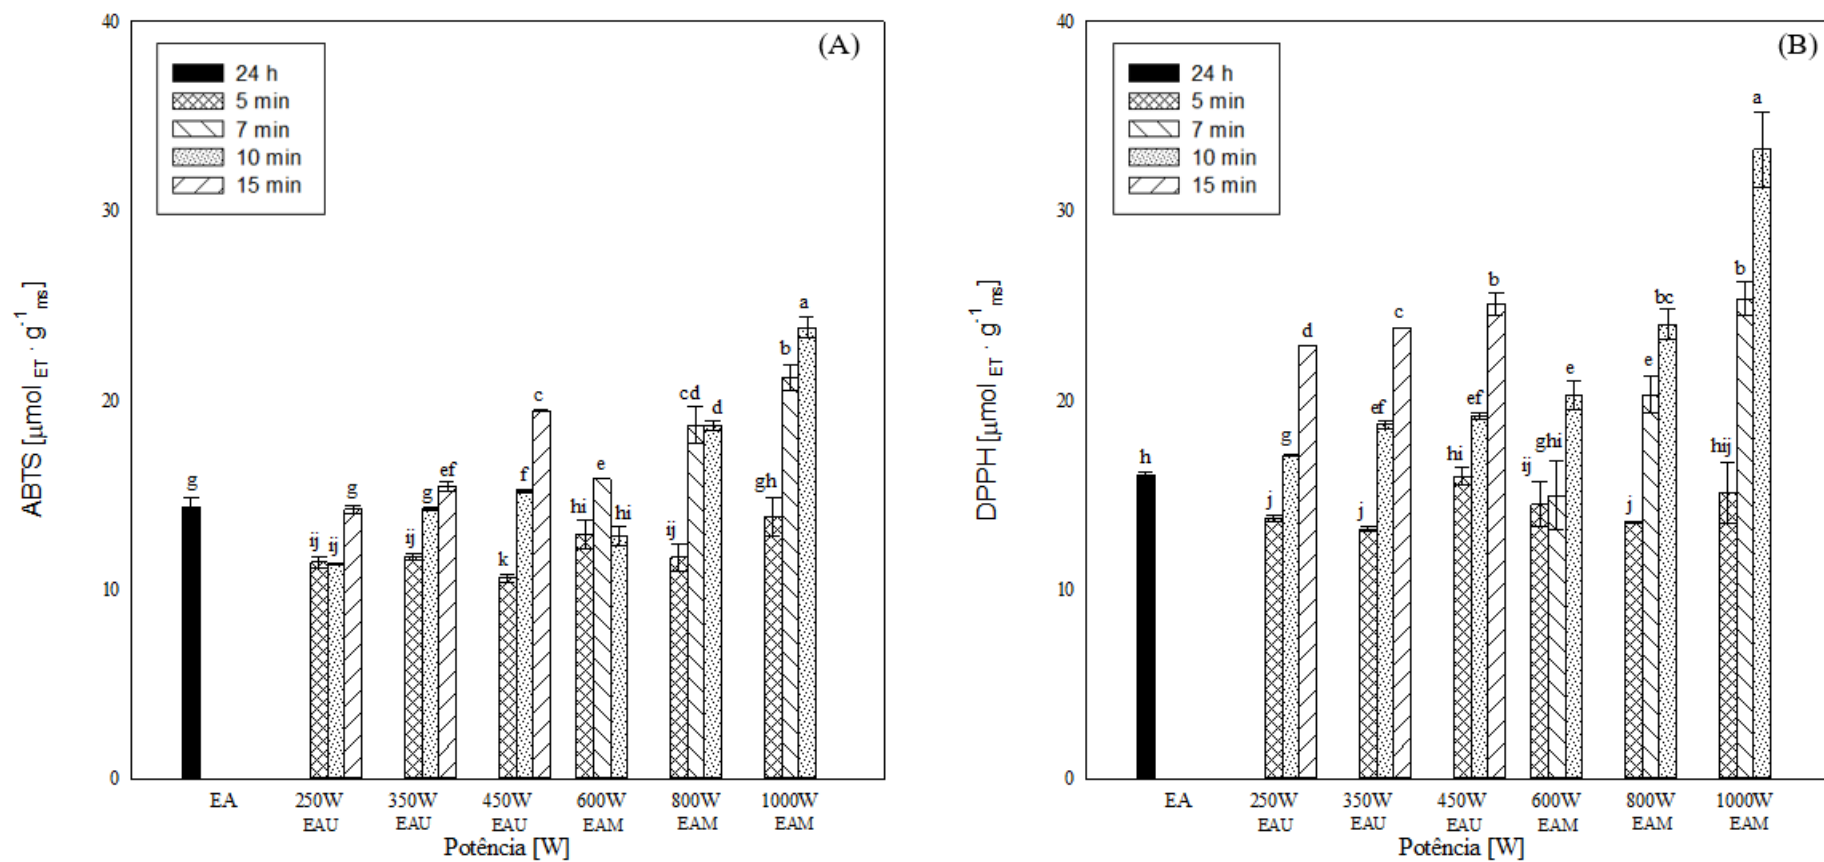 (A)
40
30
20
10
0
24 h
5 min
7 min
10 min
15 min
ABTS [μmol ET · g-1 ms]
g
ij
ij
g
ij
g
ef
k
f
c
hi
e
hi
ij
cd
d
gh
b
a
EA
250W
EAU
350W
EAU
450W
EAU
600W
EAM
800W
EAM
1000W
EAM
Potência [W]
(B)
40
30
20
10
0
24 h
5 min
7 min
10 min
15 min
DPPH [μmol ET · g-1 ms]
h
j
g
d
j
ef
c
hi
ef
b
ij
ghi
e
j
e
bc
hij
b
a
EA
250W
EAU
350W
EAU
450W
EAU
600W
EAM
800W
EAM
1000W
EAM
Potência [W]